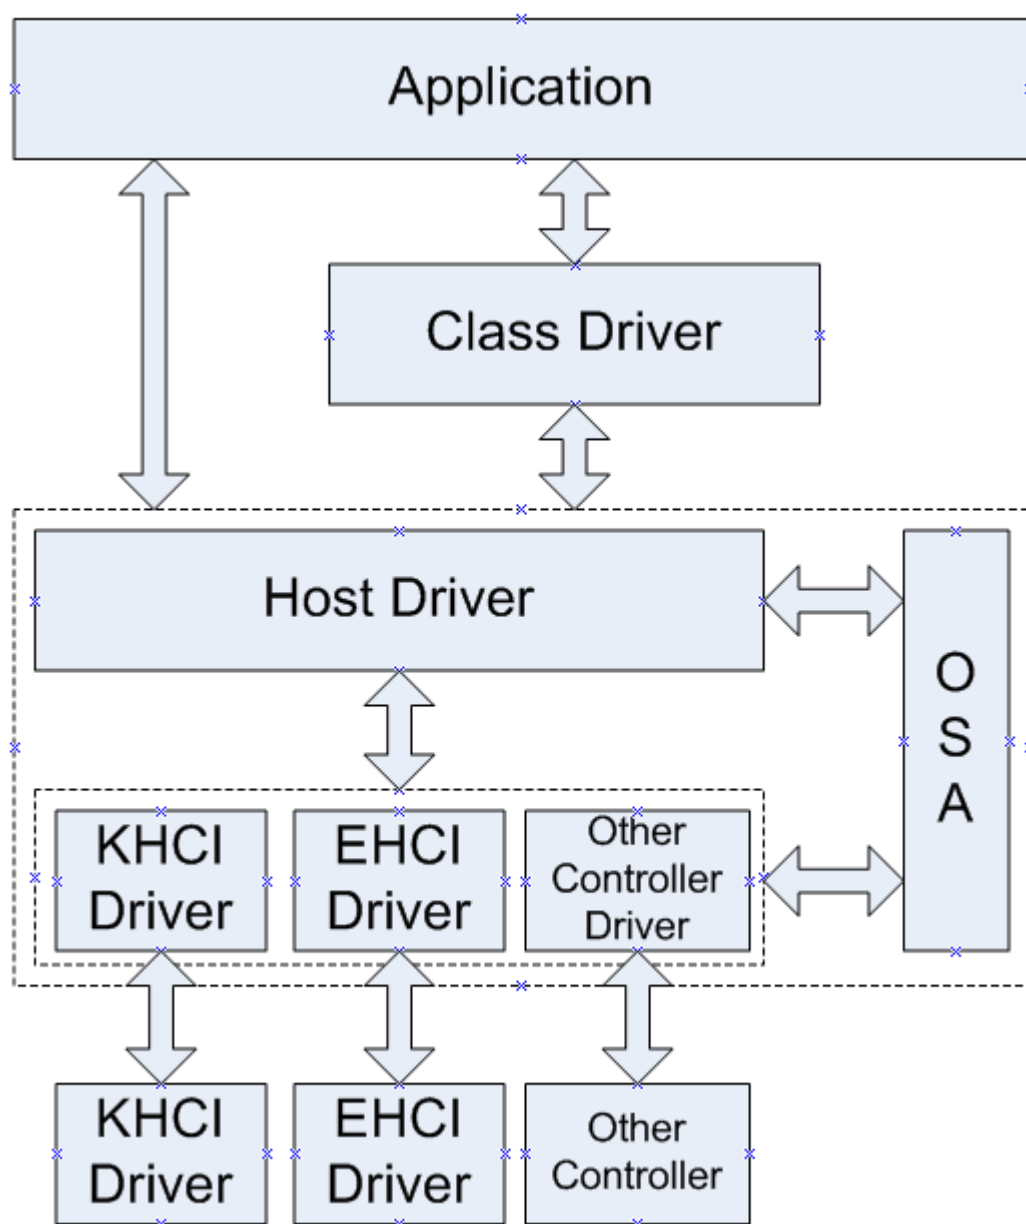 Application
Class Driver
Host Driver
O
S
A
KHCI
Driver
EHCI
Driver
Other
Controller
Driver
KHCI
Driver
EHCI
Driver
Other
Controller